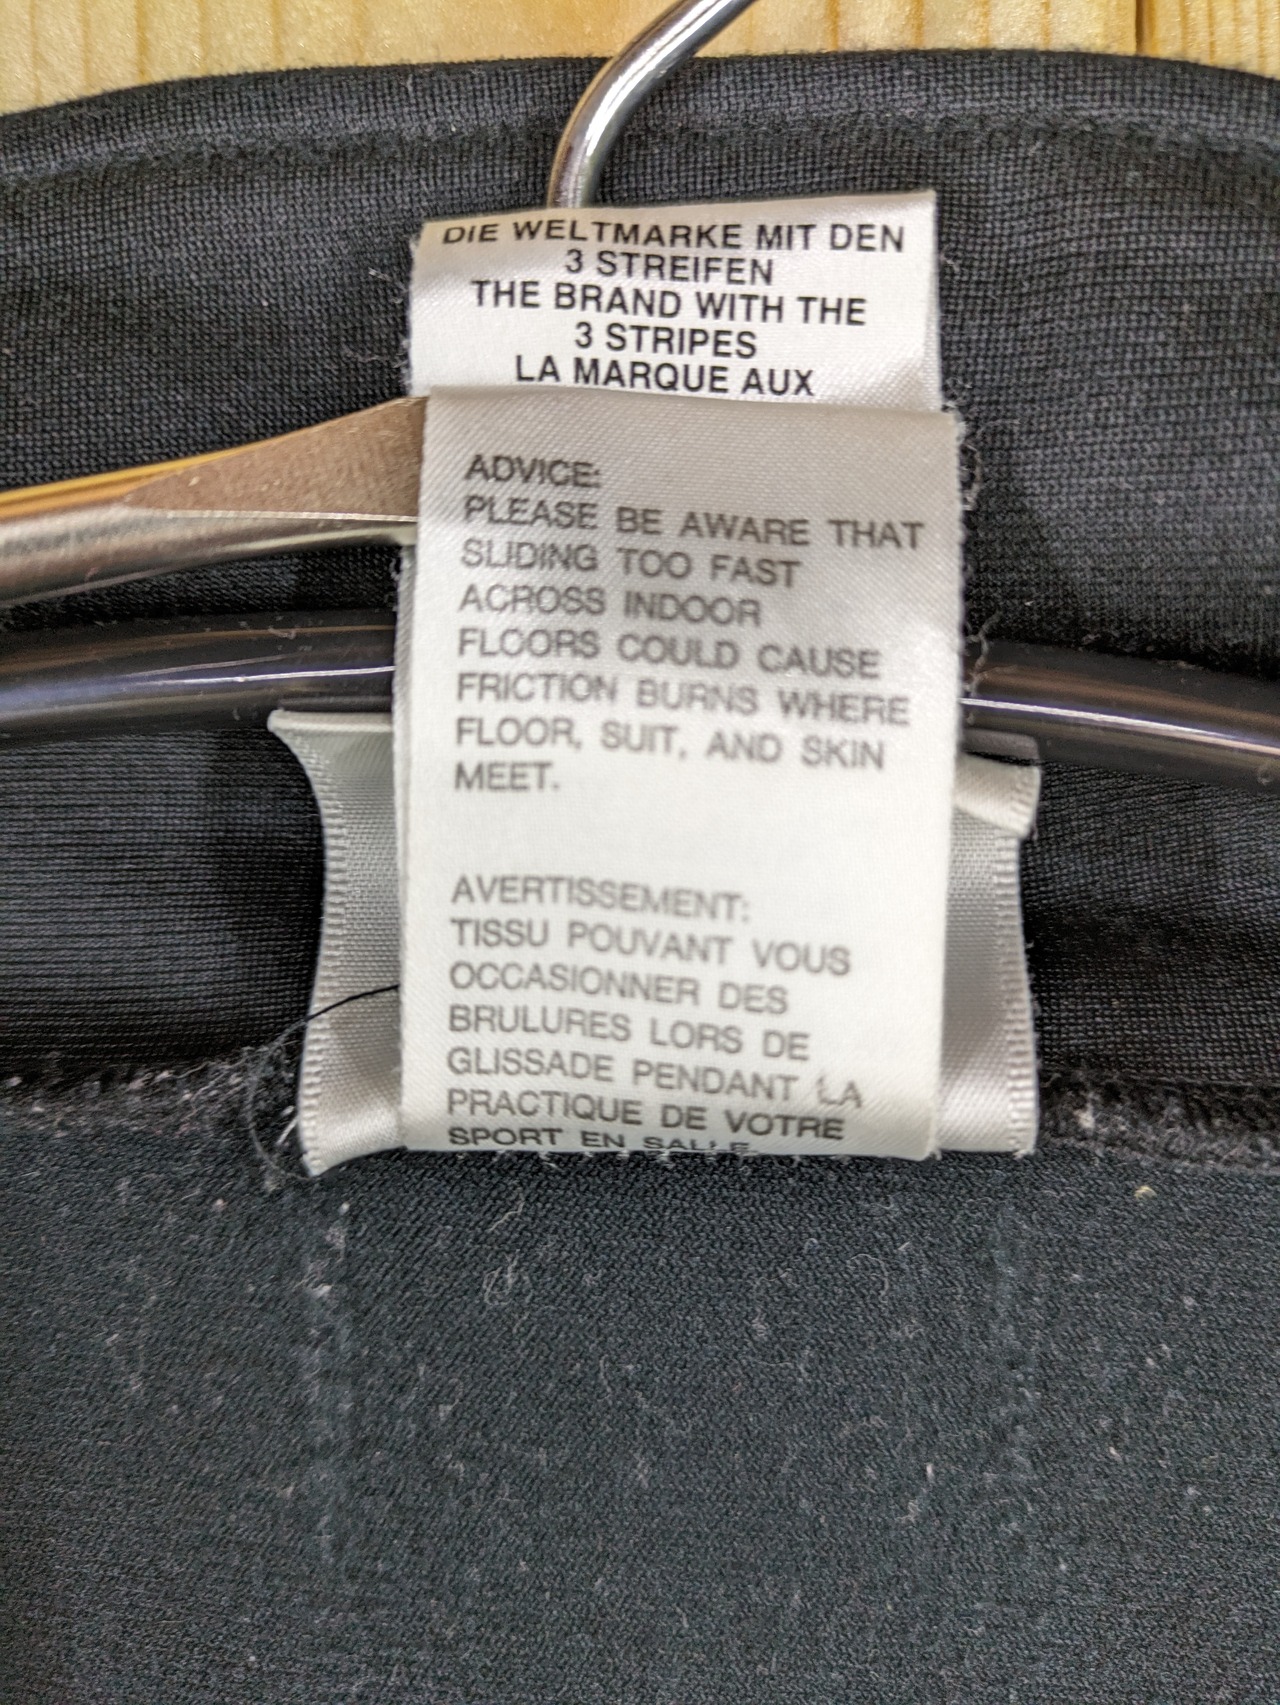 DIE WELTMARKE MIT DEN
3 STREIFEN
THE BRAND WITH THE
3 STRIPES
LA MARQUE AUX
ADVICE:
PLEASE BE AWARE THAT
SLIDING TOO FAST
ACROSS INDOOR
FLOORS COULD CAUSE
FRICTION BURNS WHERE
FLOOR, SUIT, AND SKIN
MEET.
AVERTISSEMENT:
TISSU POUVANT VOUS
OCCASIONNER DES
BRULURES LORS DE
GLISSADE PENDANT LA
PRACTIQUE DE VOTRE
SPORT EN SALLE